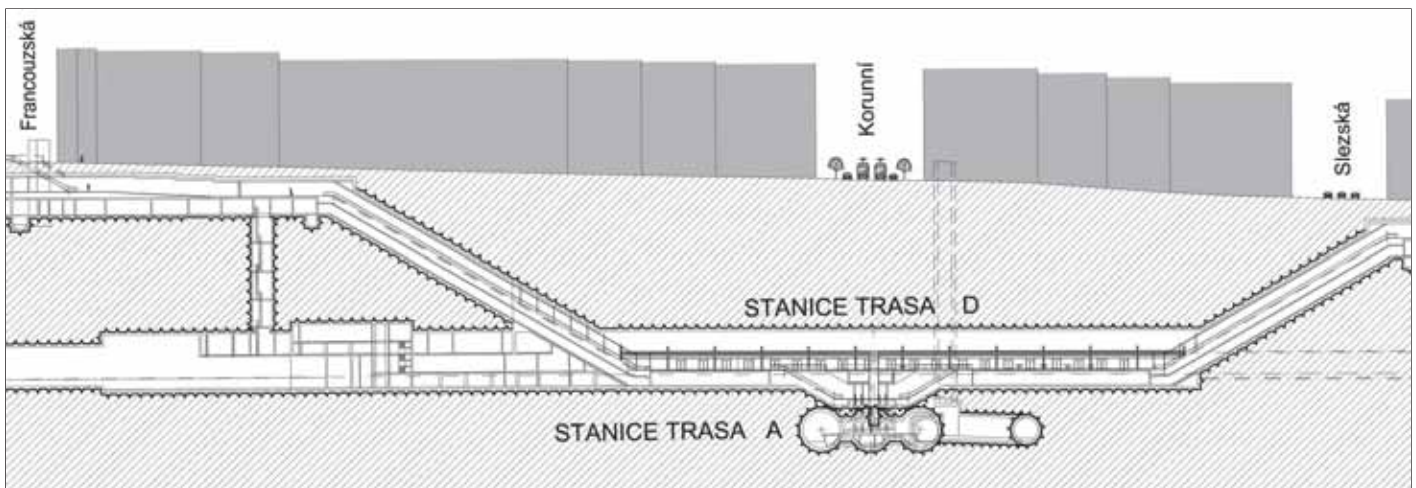 Francouzská
Korunní
Slezská
STANICE TRASA D
STANICE TRASA A